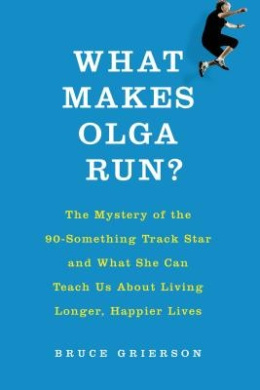 WHAT
MAKES
OLGA
RUN?
The Mystery of the
90-Something Track Star
and What She Can
Teach Us About Living
Longer, Happier Lives
BRUCE GRIERSON